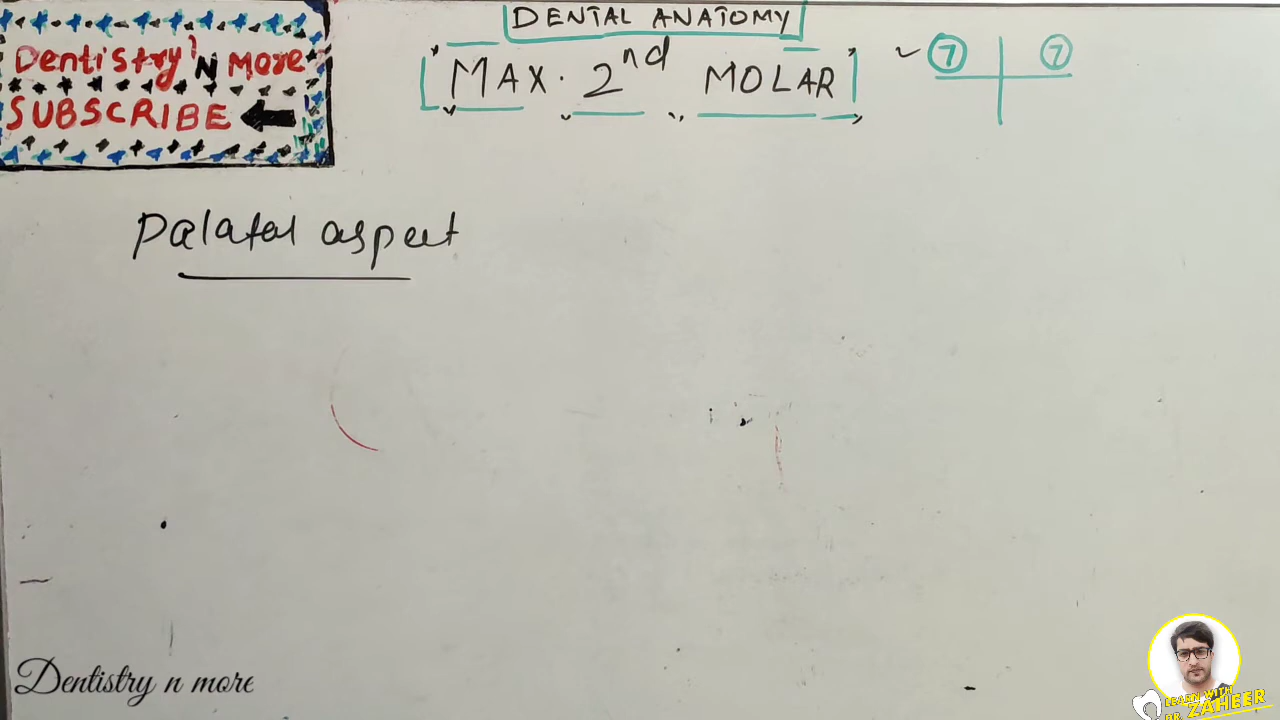 DENTAL ANATOMY
Dentistry'N More
SUBSCRIBE
MAX. 2nd MOLAR
7 7
Palatal aspect
Dentistry n more
LEARN WITH
DR. ZAHEER